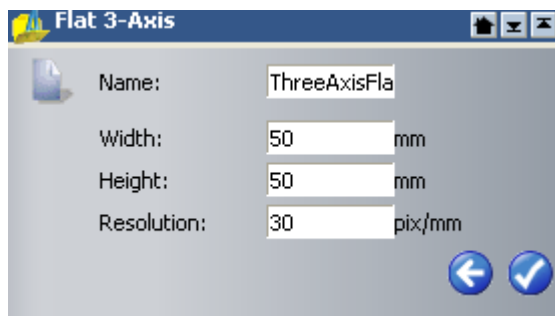 Flat 3-Axis
Name: ThreeAxisFla
Width: 50 mm
Height: 50 mm
Resolution: 30 pix/mm